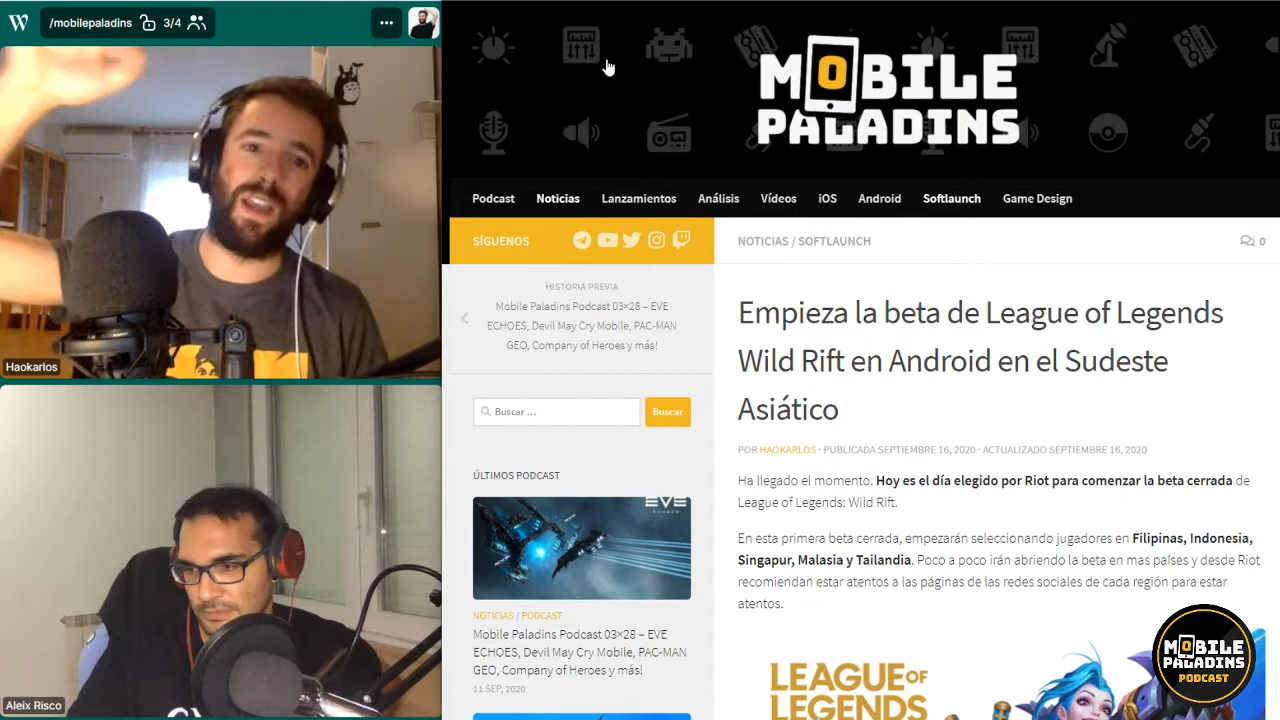 /mobilepaladins 3/4
Haokarlos
Aleix Risco
MOBILE
PALADINS
Podcast Noticias Lanzamientos Análisis Vídeos iOS Android Softlaunch Game Design
SÍGUENOS
HISTORIA PREVIA
Mobile Paladins Podcast 03×28 – EVE
ECHOES, Devil May Cry Mobile, PAC-MAN
GEO, Company of Heroes y más!
Buscar …
Buscar
ÚLTIMOS PODCAST
EVE
ECHOES
NOTICIAS / PODCAST
Mobile Paladins Podcast 03×28 – EVE
ECHOES, Devil May Cry Mobile, PAC-MAN
GEO, Company of Heroes y más!
11 SEP, 2020
NOTICIAS / SOFTLAUNCH
0
Empieza la beta de League of Legends
Wild Rift en Android en el Sudeste
Asiático
POR HAOKARLOS · PUBLICADA SEPTIEMBRE 16, 2020 · ACTUALIZADO SEPTIEMBRE 16, 2020
Ha llegado el momento. Hoy es el día elegido por Riot para comenzar la beta cerrada de
League of Legends: Wild Rift.
En esta primera beta cerrada, empezarán seleccionando jugadores en Filipinas, Indonesia,
Singapur, Malasia y Tailandia. Poco a poco irán abriendo la beta en mas países y desde Riot
recomiendan estar atentos a las páginas de las redes sociales de cada región para estar
atentos.
LEAGUE OF
LEGENDS
MOBILE
PALADINS
PODCAST